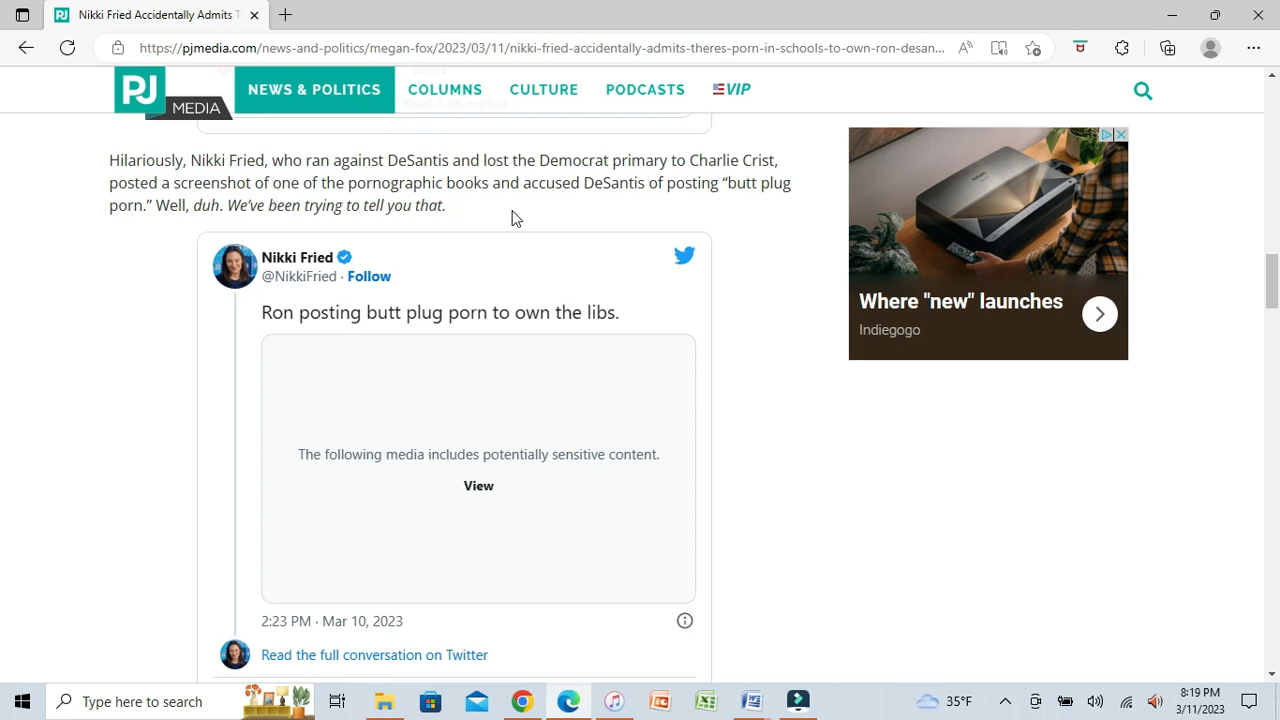 Nikki Fried Accidentally Admits T
https://pjmedia.com/news-and-politics/megan-fox/2023/03/11/nikki-fried-accidentally-admits-theres-porn-in-schools-to-own-ron-desan...
PJ MEDIA
NEWS & POLITICS COLUMNS CULTURE PODCASTS VIP
Hilariously, Nikki Fried, who ran against DeSantis and lost the Democrat primary to Charlie Crist,
posted a screenshot of one of the pornographic books and accused DeSantis of posting “butt plug
porn.” Well, duh. We’ve been trying to tell you that.
Nikki Fried
@NikkiFried · Follow
Ron posting butt plug porn to own the libs.
The following media includes potentially sensitive content.
View
2:23 PM · Mar 10, 2023
Read the full conversation on Twitter
Where "new" launches
Indiegogo
Type here to search
35°F
8:19 PM
3/11/2023